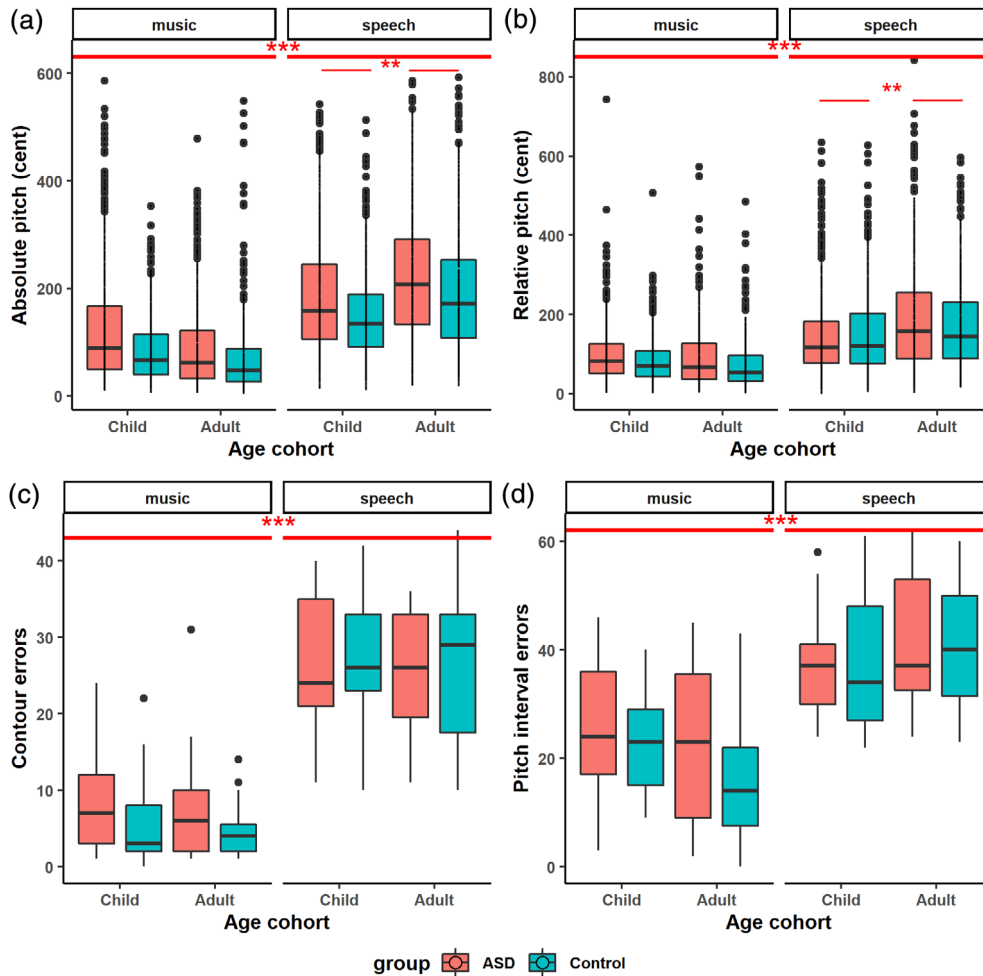 (a)
music
speech
***
**
600
400
200
0
Absolute pitch (cent)
Child
Adult
Child
Adult
Age cohort
(b)
music
speech
***
**
800
600
400
200
0
Relative pitch (cent)
Child
Adult
Child
Adult
Age cohort
(c)
music
speech
***
40
30
20
10
0
Contour errors
Child
Adult
Child
Adult
Age cohort
(d)
music
speech
***
60
40
20
0
Pitch interval errors
Child
Adult
Child
Adult
Age cohort
group ASD Control